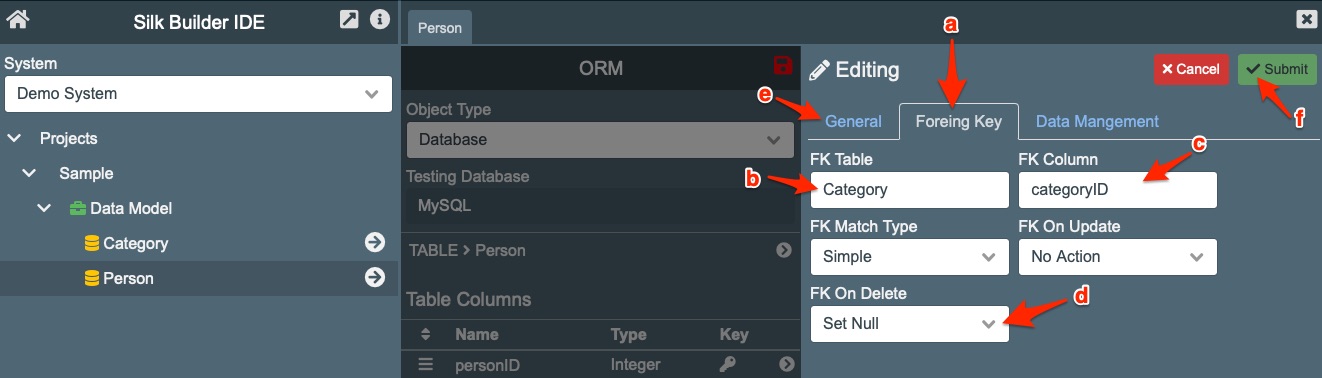 Silk Builder IDE
System
Demo System
Projects
Sample
Data Model
Category
Person
Person
ORM
Object Type
Database
Testing Database
MySQL
TABLE > Person
Table Columns
Name Type Key
personID Integer
Editing
Cancel
Submit
General Foreing Key Data Mangement
FK Table FK Column
Category categoryID
FK Match Type FK On Update
Simple No Action
FK On Delete
Set Null
a
b
c
d
e
f